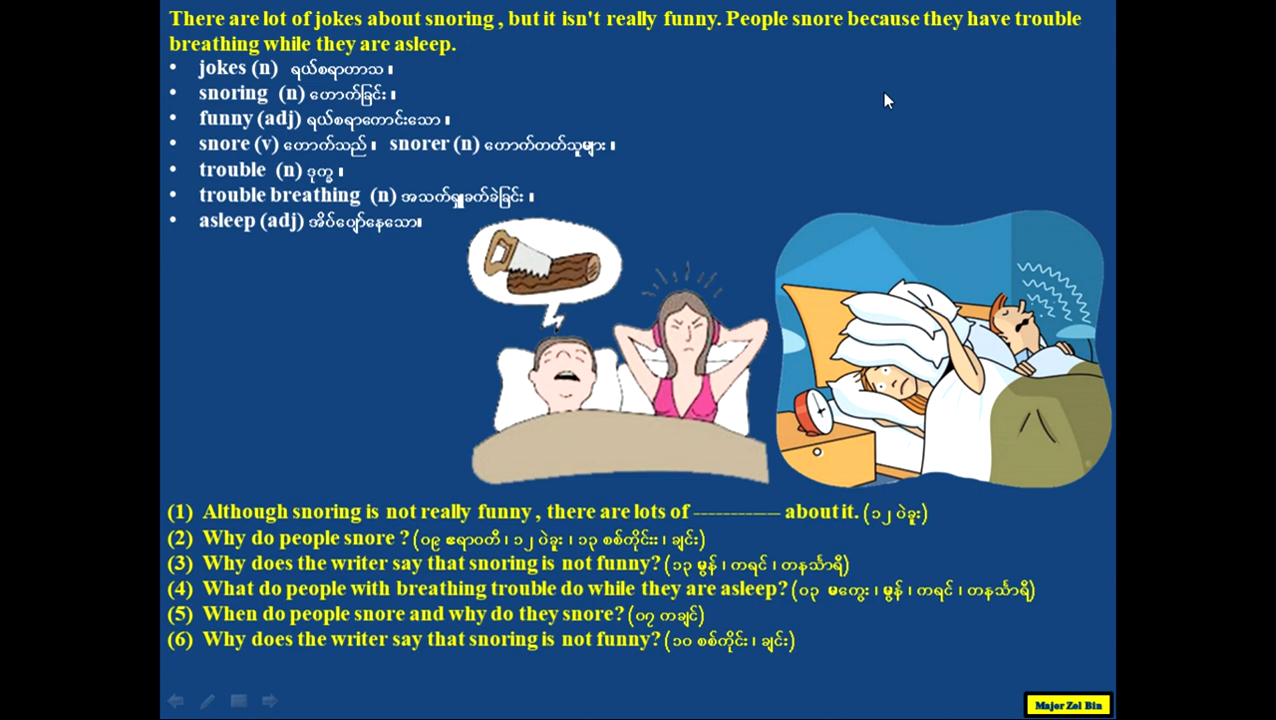 There are lot of jokes about snoring , but it isn't really funny. People snore because they have trouble
breathing while they are asleep.
• jokes (n) ရယ်စရာဟာသ ။
• snoring (n) ဟောက်ခြင်း ။
• funny (adj) ရယ်စရာကောင်းသော ။
• snore (v) ဟောက်သည် ။ snorer (n) ဟောက်တတ်သူများ ။
• trouble (n) ဒုက္ခ ။
• trouble breathing (n) အသက်ရှူခက်ခဲခြင်း ။
• asleep (adj) အိပ်ပျော်နေသော။
(1) Although snoring is not really funny , there are lots of ------------- about it. (၁၂ ပဲခူး)
(2) Why do people snore ? (၀၉ ဧရာဝတီ ၊ ၁၂ ပဲခူး ၊ ၁၃ စစ်ကိုင်းး ၊ ချင်း)
(3) Why does the writer say that snoring is not funny? (၁၃ မွန် ၊ ကရင် ၊ တနင်္သာရီ)
(4) What do people with breathing trouble do while they are asleep? (၀၃ မကွေး ၊ မွန် ၊ ကရင် ၊ တနင်္သာရီ)
(5) When do people snore and why do they snore? (၀၇ ကချင်)
(6) Why does the writer say that snoring is not funny? (၁၀ စစ်ကိုင်း ၊ ချင်း)
Major Zol Bin